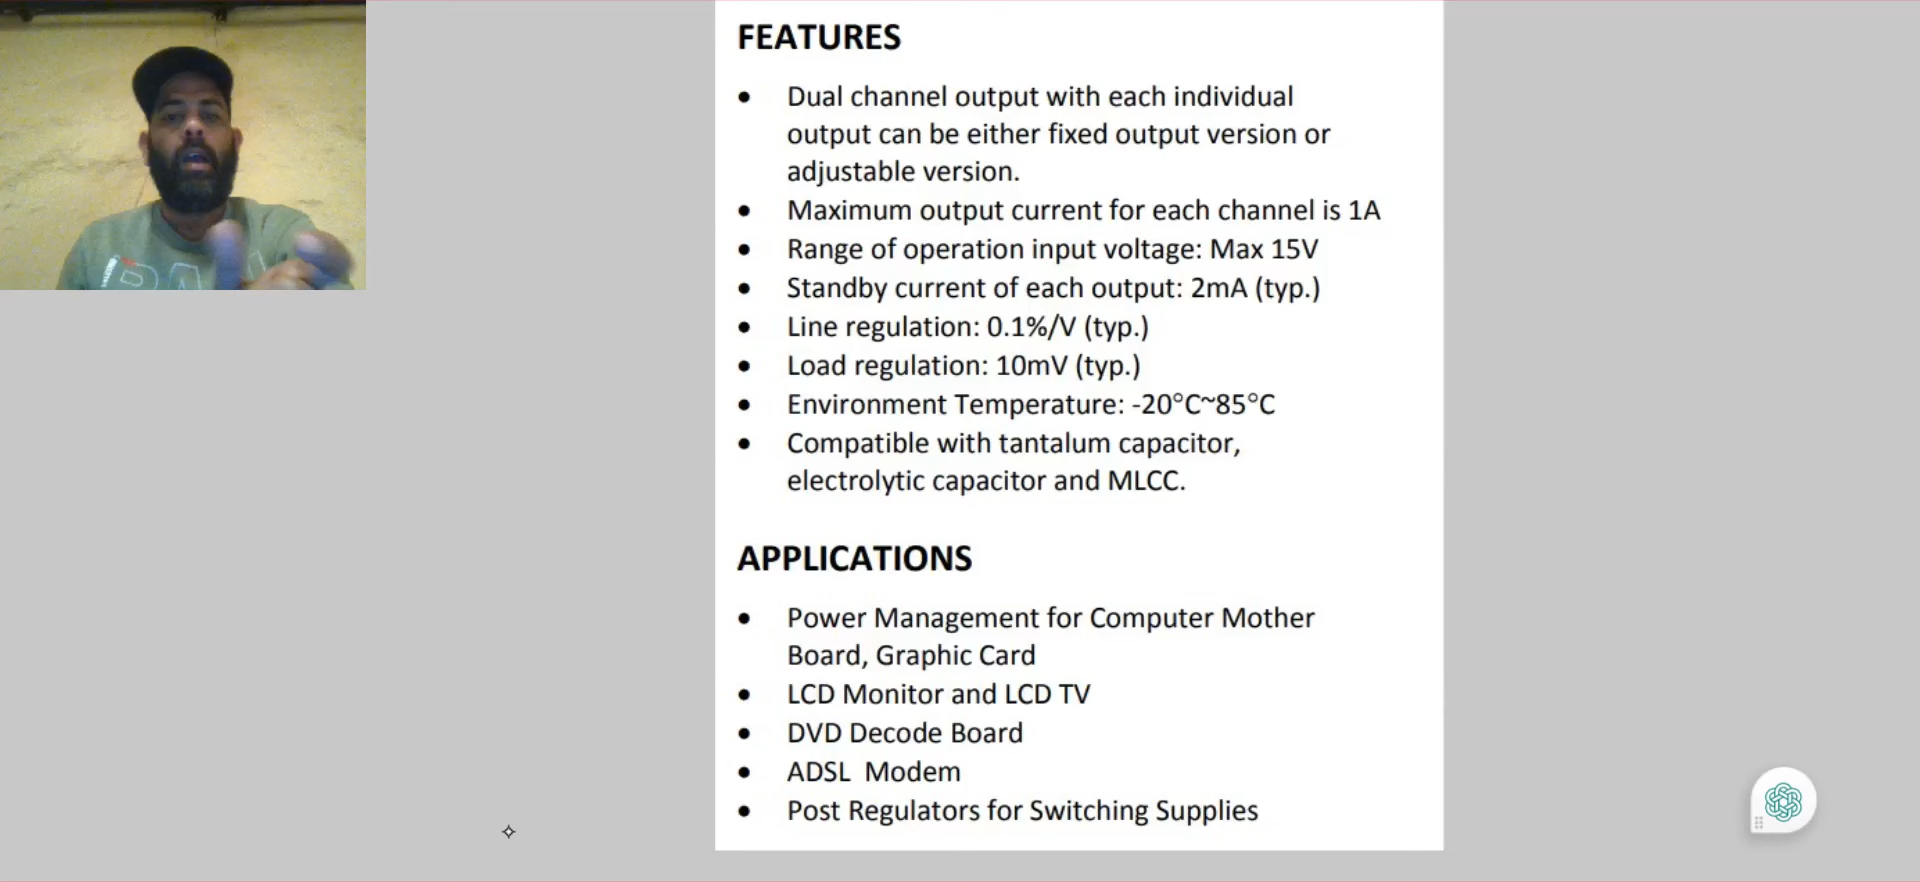 FEATURES
• Dual channel output with each individual
output can be either fixed output version or
adjustable version.
• Maximum output current for each channel is 1A
• Range of operation input voltage: Max 15V
• Standby current of each output: 2mA (typ.)
• Line regulation: 0.1%/V (typ.)
• Load regulation: 10mV (typ.)
• Environment Temperature: -20°C~85°C
• Compatible with tantalum capacitor,
electrolytic capacitor and MLCC.
APPLICATIONS
• Power Management for Computer Mother
Board, Graphic Card
• LCD Monitor and LCD TV
• DVD Decode Board
• ADSL  Modem
• Post Regulators for Switching Supplies